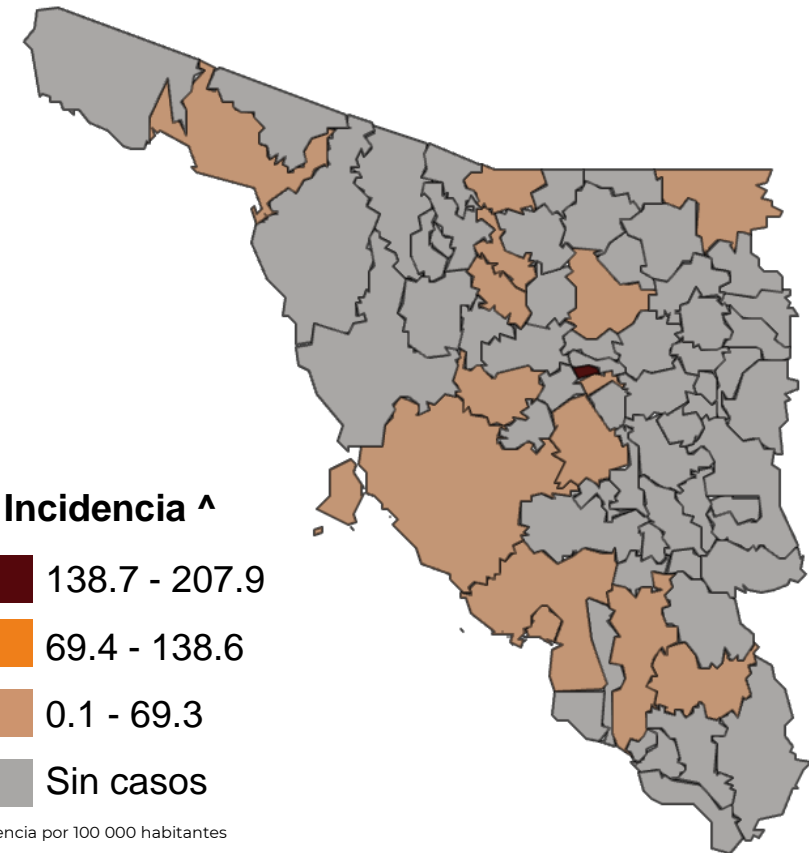 Incidencia ^
138.7 - 207.9
69.4 - 138.6
0.1 - 69.3
Sin casos
encia por 100 000 habitantes